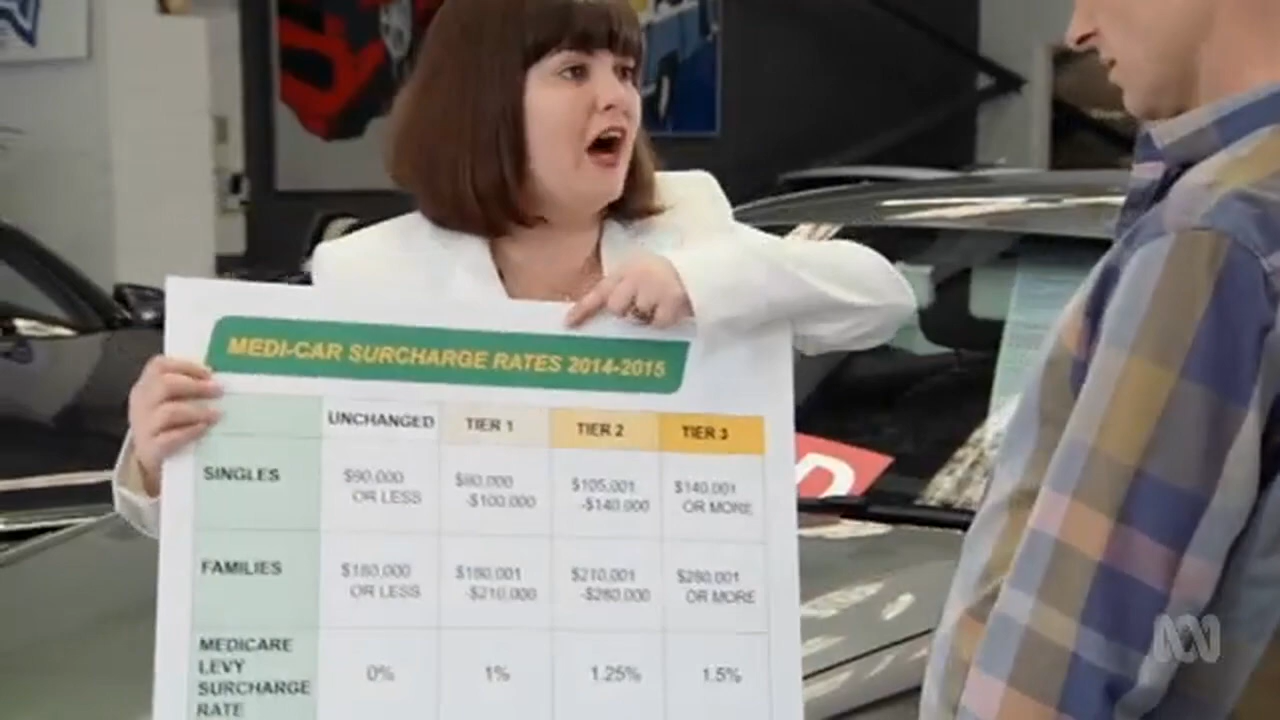 MEDI-CAR SURCHARGE RATES 2014-2015
UNCHANGED TIER 1 TIER 2 TIER 3
SINGLES
$90,000 OR LESS
$80,000 -$100,000
$105,001 -$140,000
$140,001 OR MORE
FAMILIES
$180,000 OR LESS
$180,001 -$210,000
$210,001 -$280,000
$280,001 OR MORE
MEDICARE
LEVY
SURCHARGE
RATE
0% 1% 1.25% 1.5%